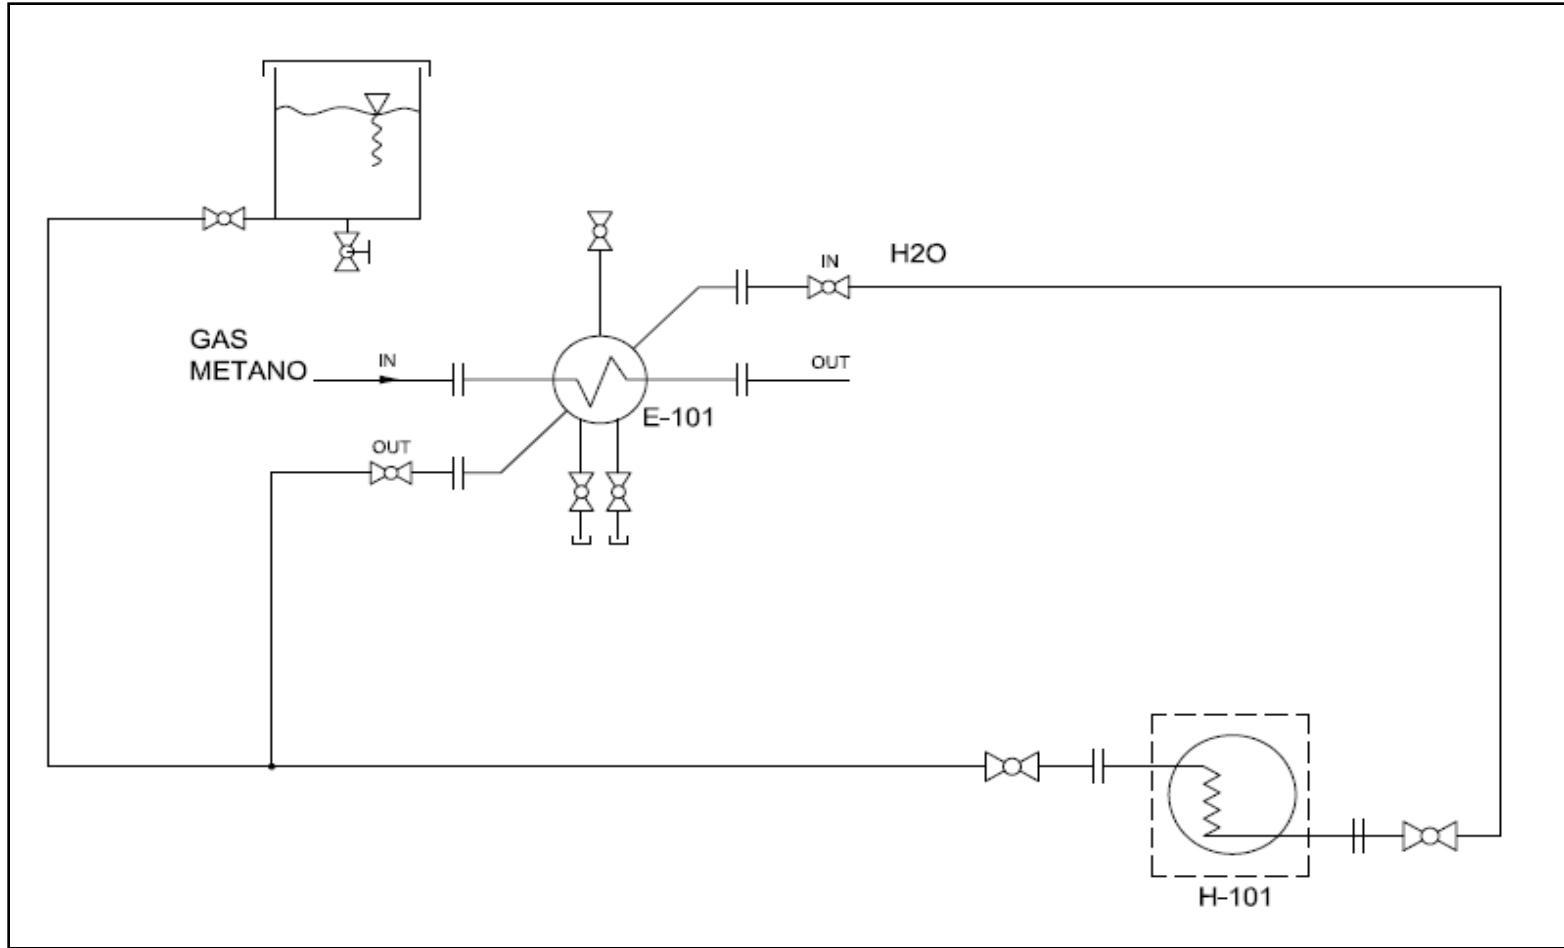 IN
H2O
GAS
METANO
IN
OUT
E-101
OUT
H-101